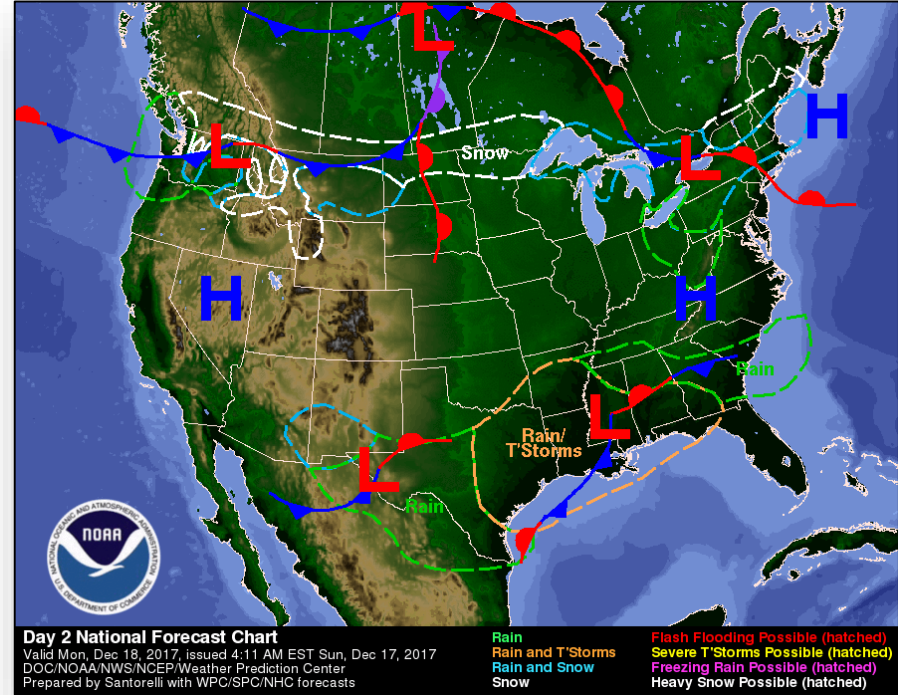 L
L
Snow
L
H
H
H
L
Rain
Rain/
T'Storms
L
Rain
NATIONAL OCEANIC AND ATMOSPHERIC ADMINISTRATION
NOAA
U.S. DEPARTMENT OF COMMERCE
Day 2 National Forecast Chart
Valid Mon, Dec 18, 2017, issued 4:11 AM EST Sun, Dec 17, 2017
DOC/NOAA/NWS/NCEP/Weather Prediction Center
Prepared by Santorelli with WPC/SPC/NHC forecasts
Rain
Rain and T'Storms
Rain and Snow
Snow
Flash Flooding Possible (hatched)
Severe T'Storms Possible (hatched)
Freezing Rain Possible (hatched)
Heavy Snow Possible (hatched)